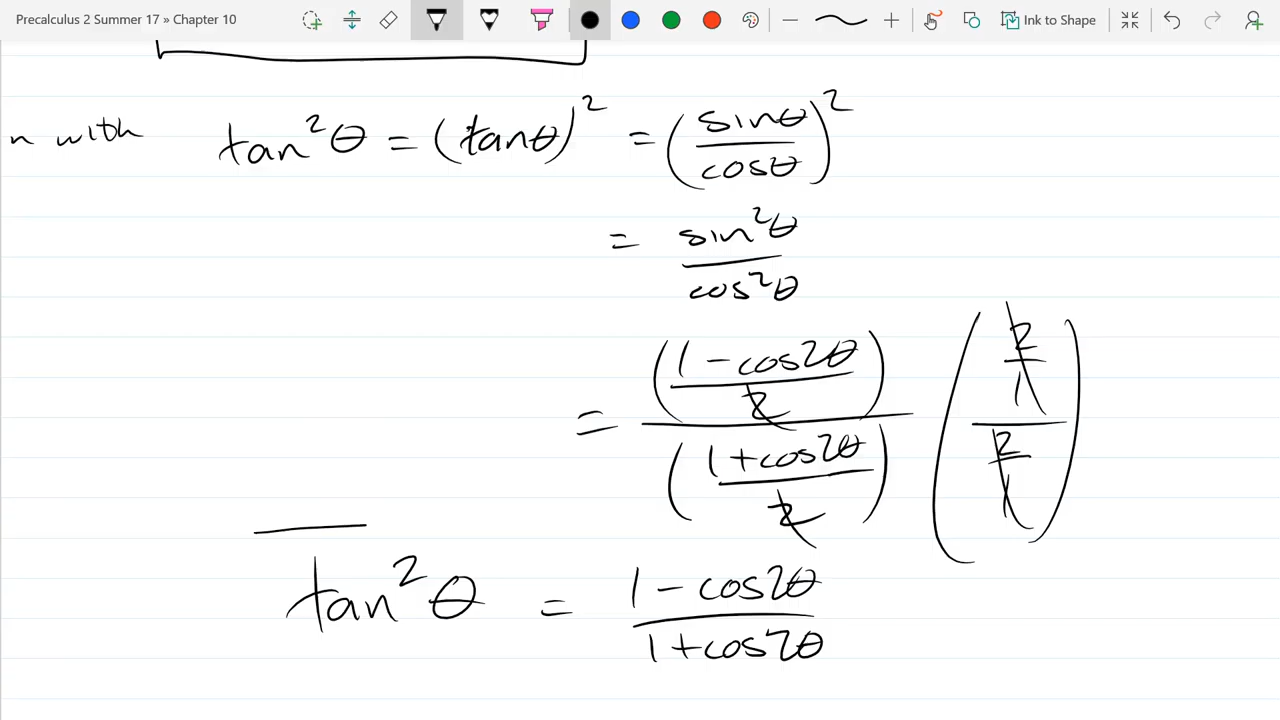 Precalculus 2 Summer 17 » Chapter 10
Ink to Shape
n with tan²θ = (tanθ)² = (sinθ/cosθ)²
= sin²θ/cos²θ
= ((1 - cos2θ)/2)/((1 + cos2θ)/2) ((2/1)/(2/1))
tan²θ = (1 - cos2θ)/(1 + cos2θ)